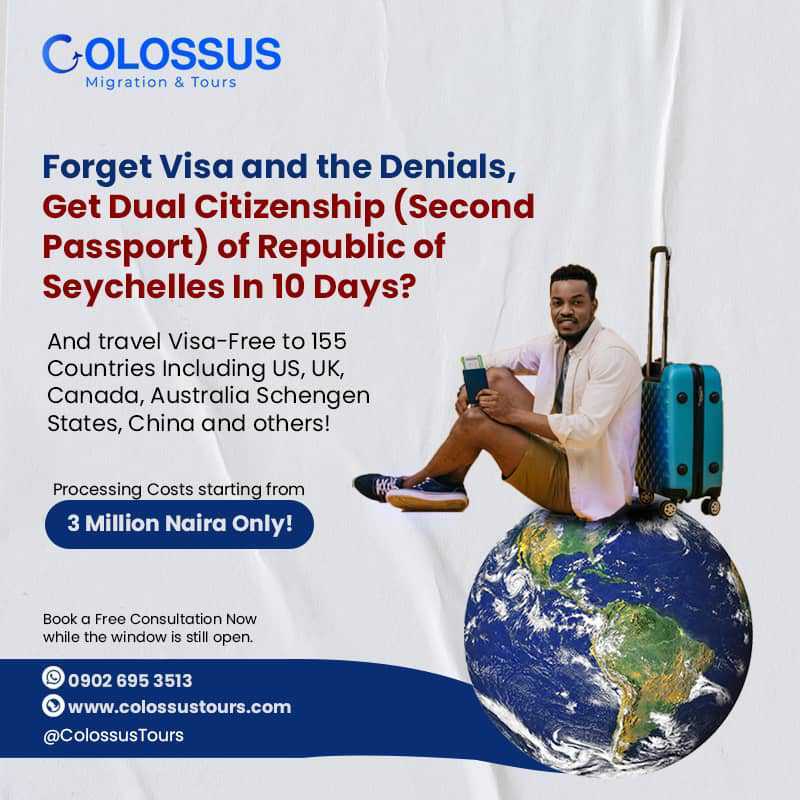 COLOSSUS
Migration & Tours
Forget Visa and the Denials,
Get Dual Citizenship (Second
Passport) of Republic of
Seychelles In 10 Days?
And travel Visa-Free to 155
Countries Including US, UK,
Canada, Australia Schengen
States, China and others!
Processing Costs starting from
3 Million Naira Only!
Book a Free Consultation Now
while the window is still open.
0902 695 3513
www.colossustours.com
@ColossusTours